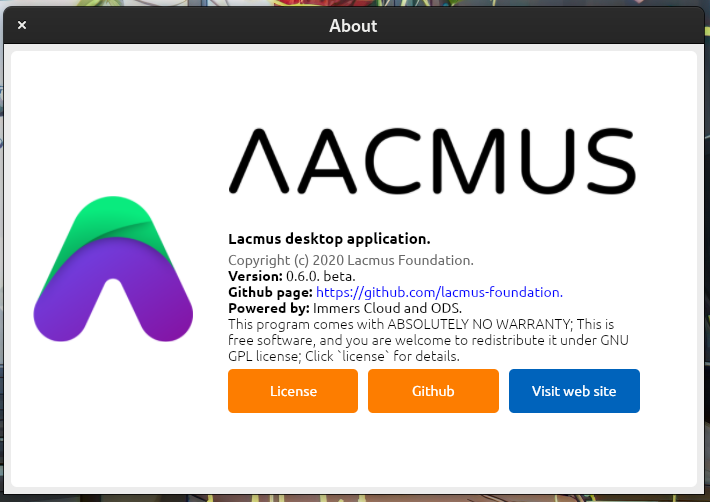 About
ΛACMUS
Lacmus desktop application.
Copyright (c) 2020 Lacmus Foundation.
Version: 0.6.0. beta.
Github page: https://github.com/lacmus-foundation.
Powered by: Immers Cloud and ODS.
This program comes with ABSOLUTELY NO WARRANTY; This is
free software, and you are welcome to redistribute it under GNU
GPL license; Click `license` for details.
License
Github
Visit web site